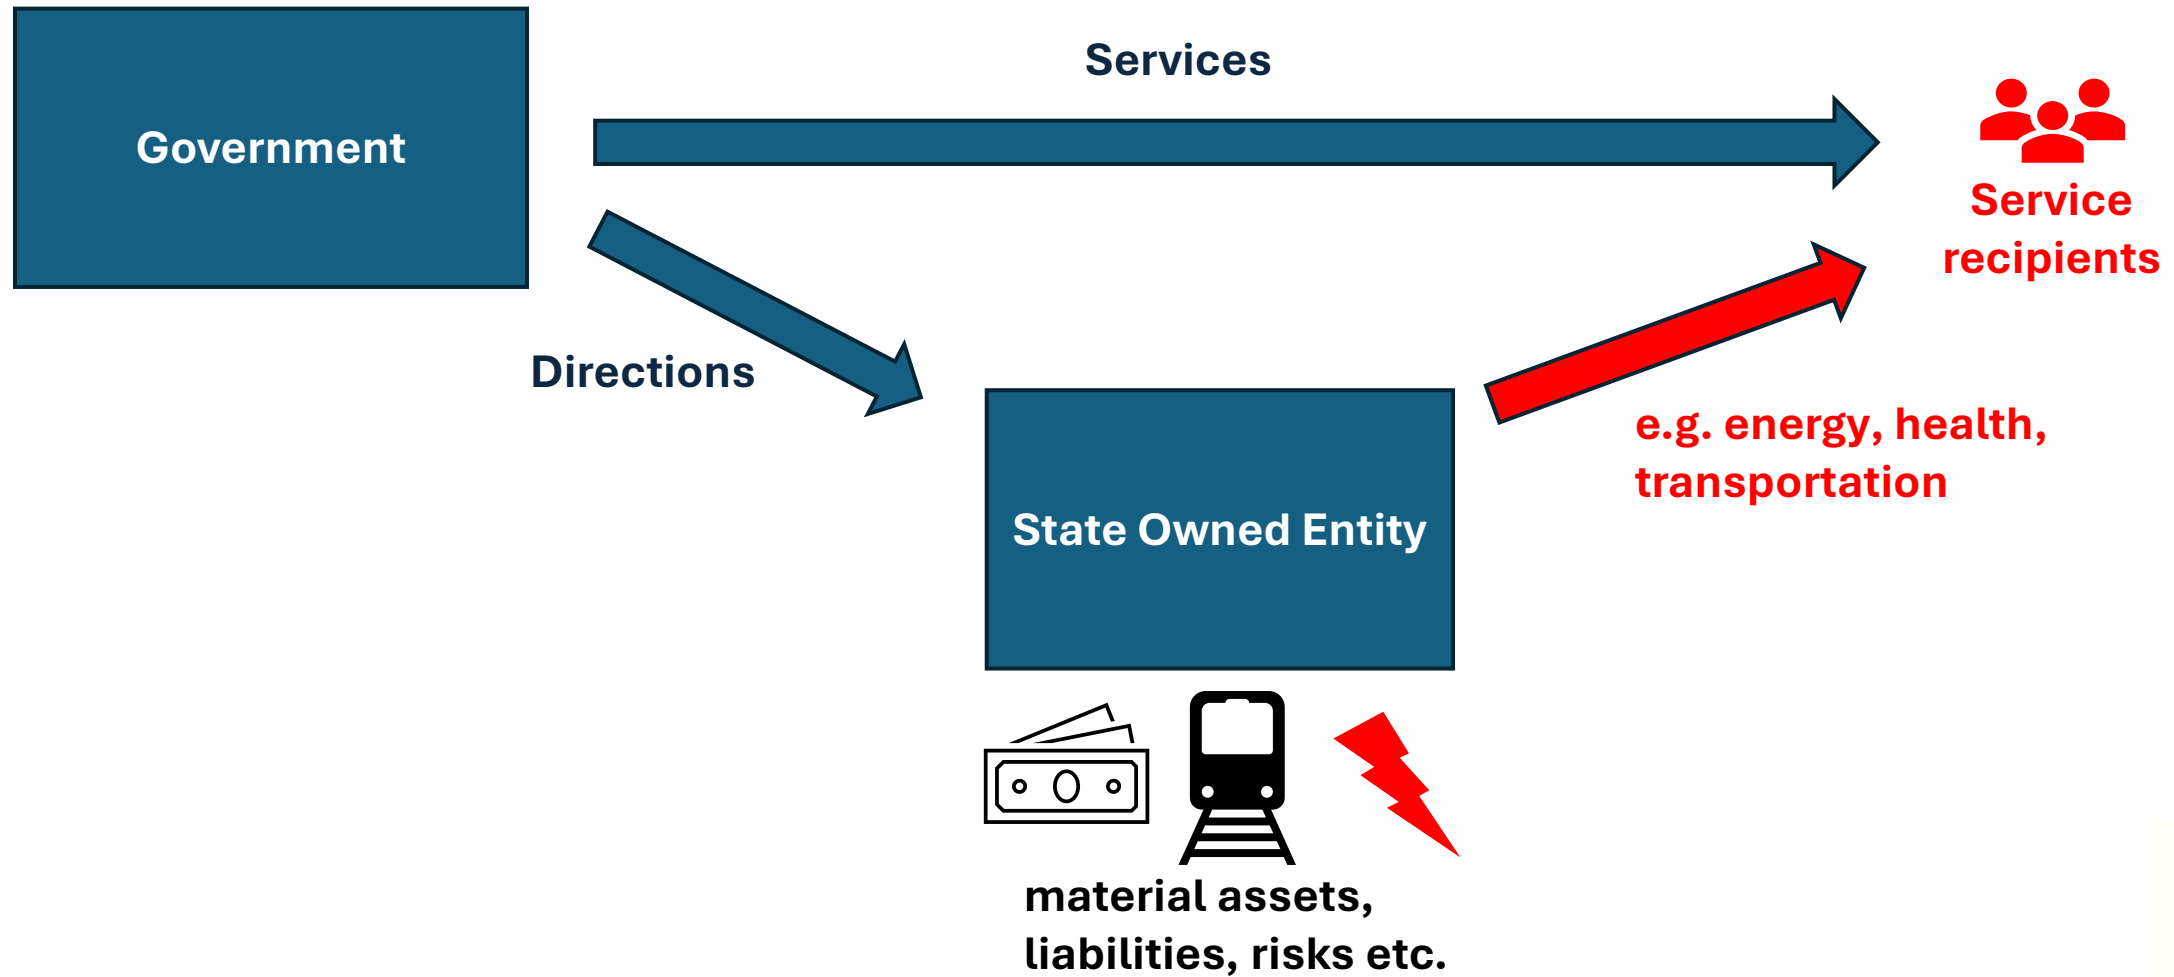 Services
Government
Service
recipients
Directions
e.g. energy, health,
transportation
State Owned Entity
material assets,
liabilities, risks etc.